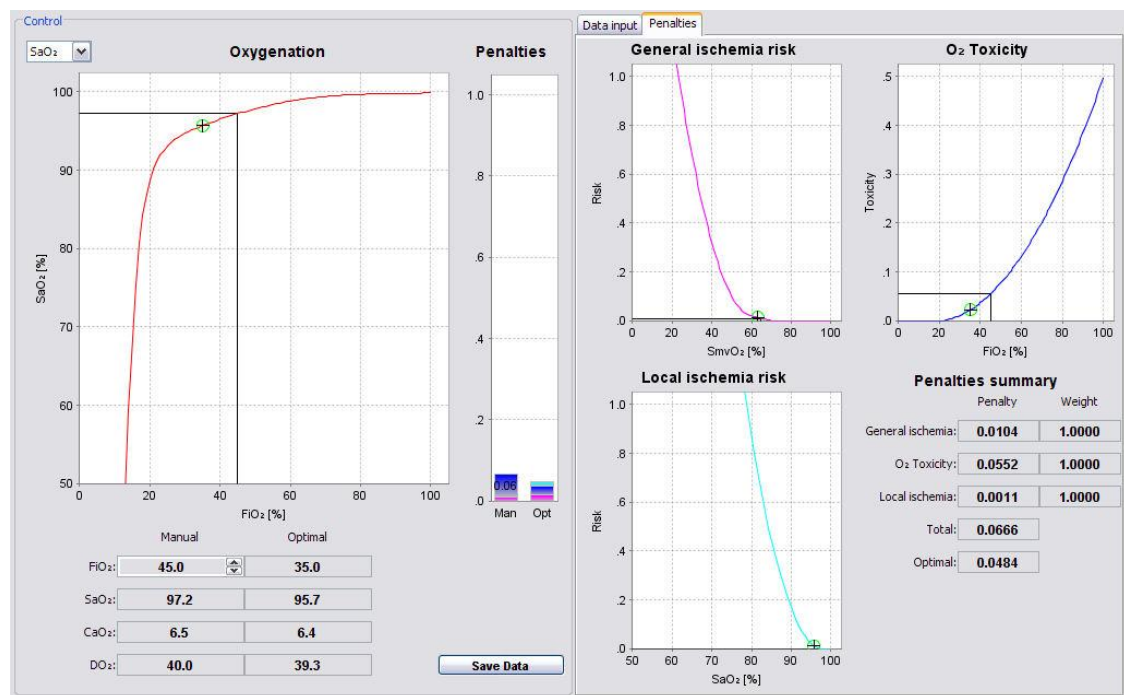 Control
SaO₂
Oxygenation
Penalties
SaO₂ [%]
100
90
80
70
60
50
0 20 40 60 80 100
FiO₂ [%]
1.0
.8
.6
.4
.2
.0
0.06
Man Opt
Manual Optimal
FiO₂: 45.0 35.0
SaO₂: 97.2 95.7
CaO₂: 6.5 6.4
DO₂: 40.0 39.3
Save Data
Data input Penalties
General ischemia risk
Risk
1.0
.8
.6
.4
.2
.0
0 20 40 60 80 100
SmvO₂ [%]
O₂ Toxicity
Toxicity
.5
.4
.3
.2
.1
.0
0 20 40 60 80 100
FiO₂ [%]
Local ischemia risk
Risk
1.0
.8
.6
.4
.2
.0
50 60 70 80 90 100
SaO₂ [%]
Penalties summary
Penalty Weight
General ischemia: 0.0104 1.0000
O₂ Toxicity: 0.0552 1.0000
Local ischemia: 0.0011 1.0000
Total: 0.0666
Optimal: 0.0484